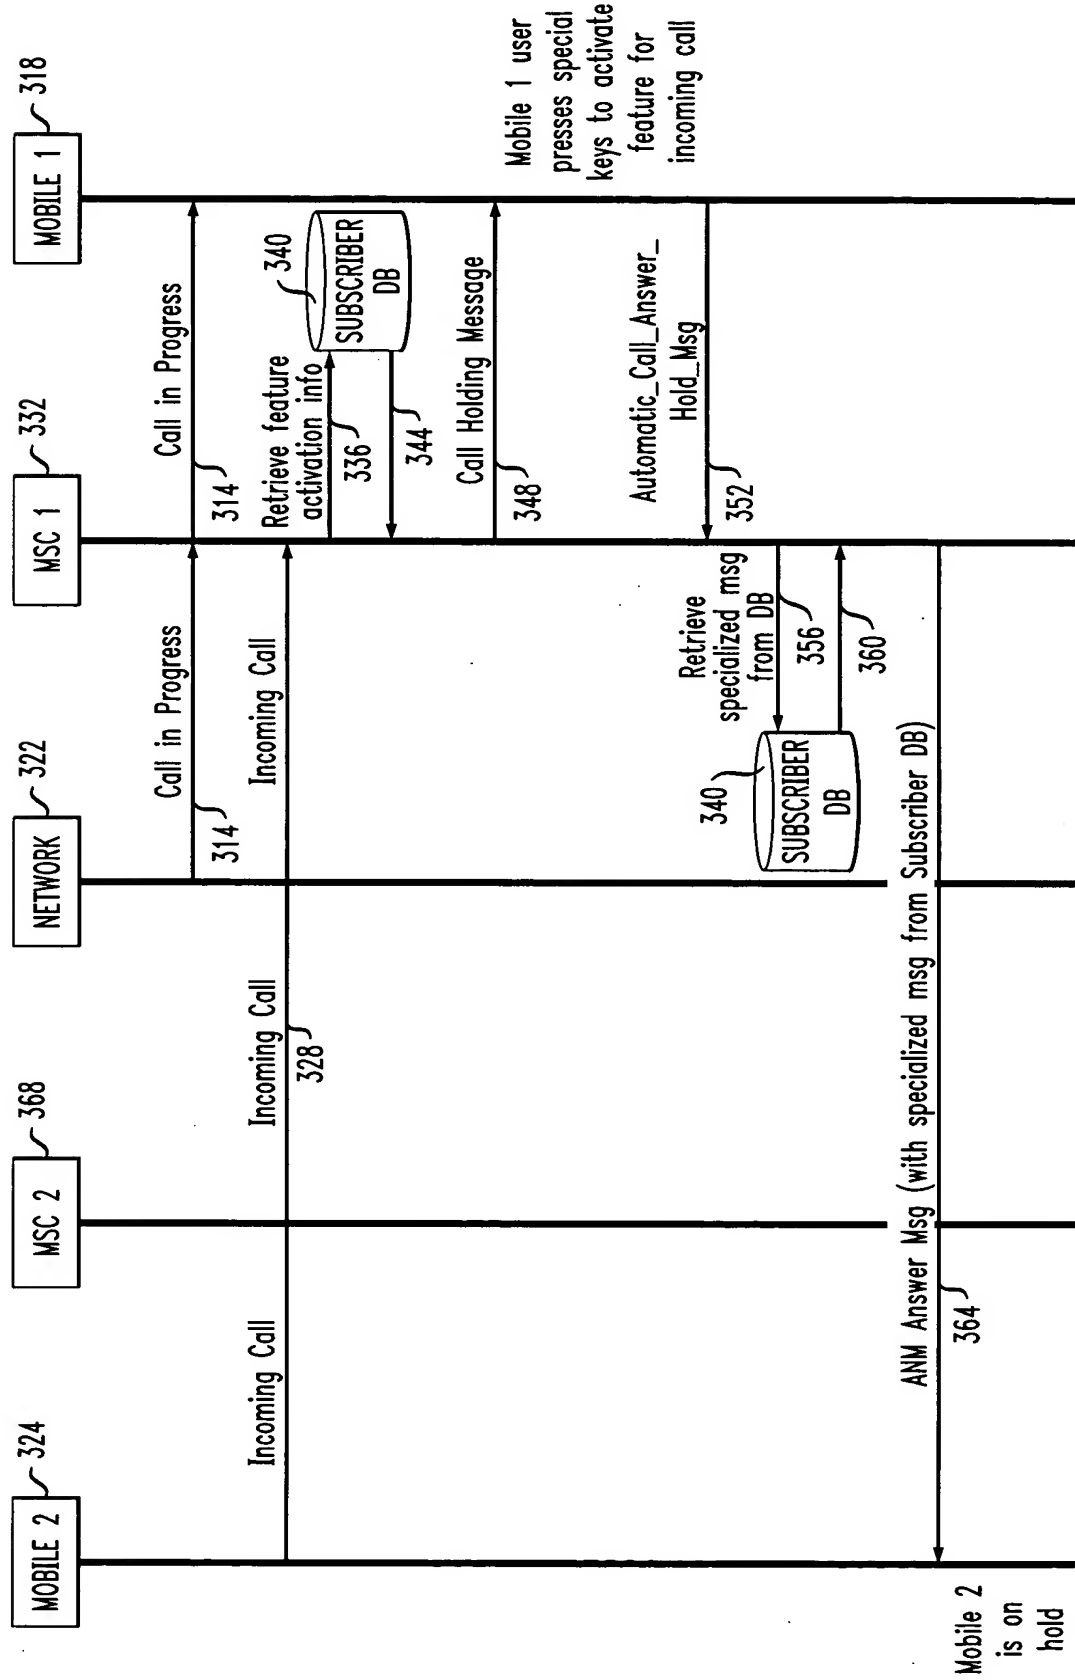 MOBILE 2
324
MSC 2
368
NETWORK
322
MSC 1
332
MOBILE 1
318
Call in Progress
314
Call in Progress
314
Incoming Call
Incoming Call
328
Incoming Call
Retrieve feature
activation info
336
340
SUBSCRIBER
DB
344
Call Holding Message
348
Mobile 1 user
presses special
keys to activate
feature for
incoming call
Automatic_Call_Answer_
Hold_Msg
352
Retrieve
specialized msg
from DB
356
340
SUBSCRIBER
DB
360
ANM Answer Msg (with specialized msg from Subscriber DB)
364
Mobile 2
is on
hold